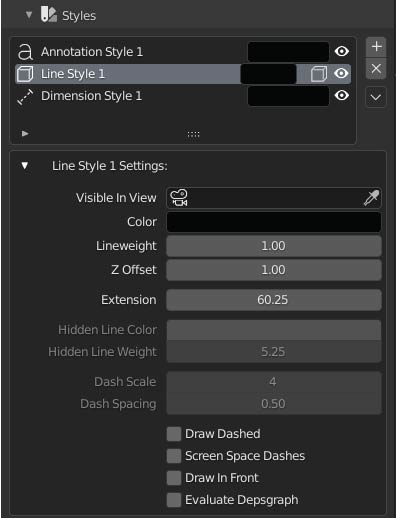 Styles
Annotation Style 1
Line Style 1
Dimension Style 1
Line Style 1 Settings:
Visible In View
Color
Lineweight 1.00
Z Offset 1.00
Extension 60.25
Hidden Line Color
Hidden Line Weight 5.25
Dash Scale 4
Dash Spacing 0.50
Draw Dashed
Screen Space Dashes
Draw In Front
Evaluate Depsgraph